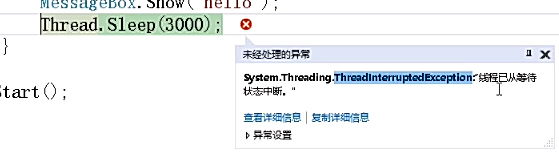 MessageBox.Show("hello");
Thread.Sleep(3000);
}
Start();
未经处理的异常
System.Threading.ThreadInterruptedException:"线程已从等待
状态中断。"
查看详细信息 | 复制详细信息
异常设置